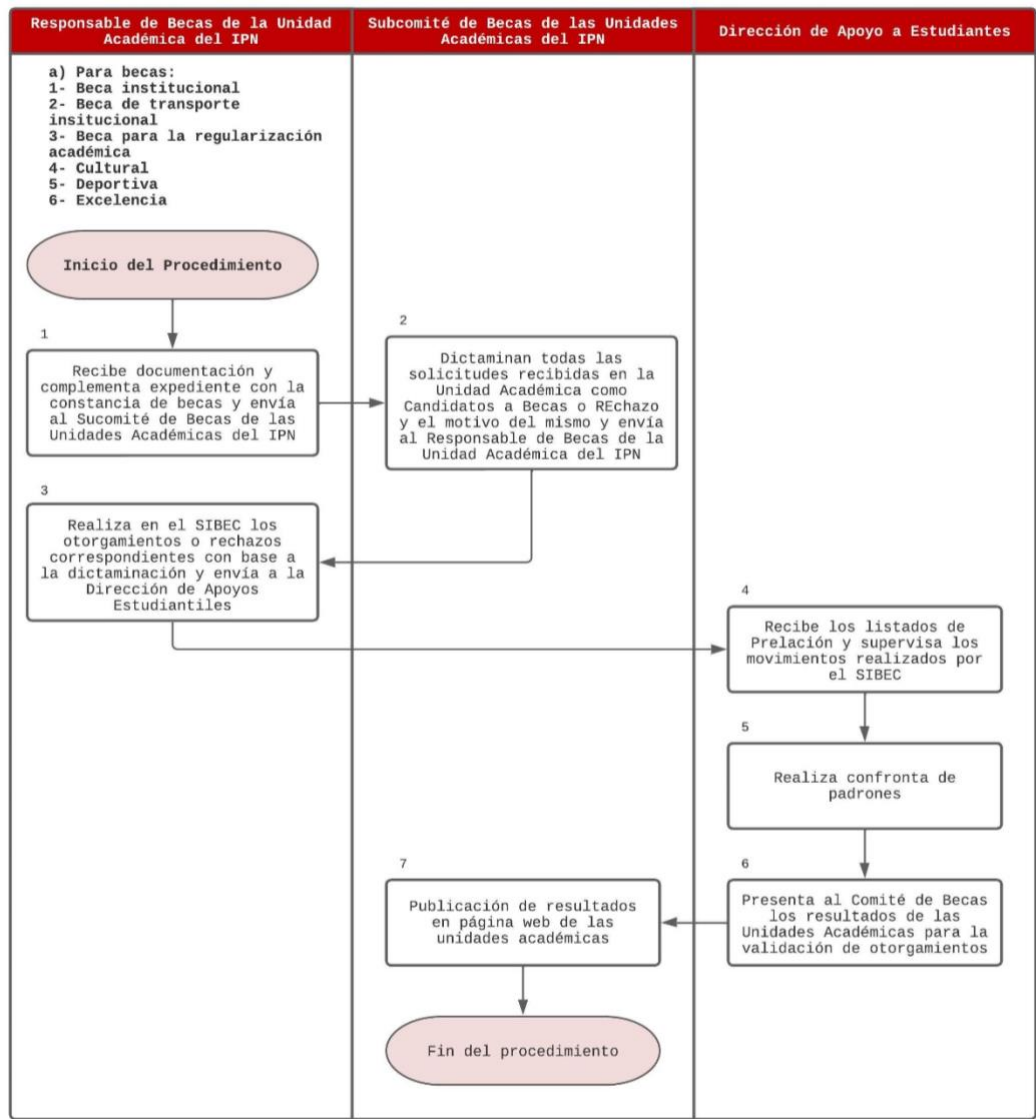 Responsable de Becas de la Unidad
Académica del IPN
Subcomité de Becas de las Unidades
Académicas del IPN
Dirección de Apoyo a Estudiantes
a) Para becas:
1- Beca institucional
2- Beca de transporte
insitucional
3- Beca para la regularización
académica
4- Cultural
5- Deportiva
6- Excelencia
Inicio del Procedimiento
1
Recibe documentación y
complementa expediente con la
constancia de becas y envía
al Sucomité de Becas de las
Unidades Académicas del IPN
2
Dictaminan todas las
solicitudes recibidas en la
Unidad Académica como
Candidatos a Becas o REchazo
y el motivo del mismo y envía
al Responsable de Becas de la
Unidad Académica del IPN
3
Realiza en el SIBEC los
otorgamientos o rechazos
correspondientes con base a
la dictaminación y envía a la
Dirección de Apoyos
Estudiantiles
4
Recibe los listados de
Prelación y supervisa los
movimientos realizados por
el SIBEC
5
Realiza confronta de
padrones
6
Presenta al Comité de Becas
los resultados de las
Unidades Académicas para la
validación de otorgamientos
7
Publicación de resultados
en página web de las
unidades académicas
Fin del procedimiento